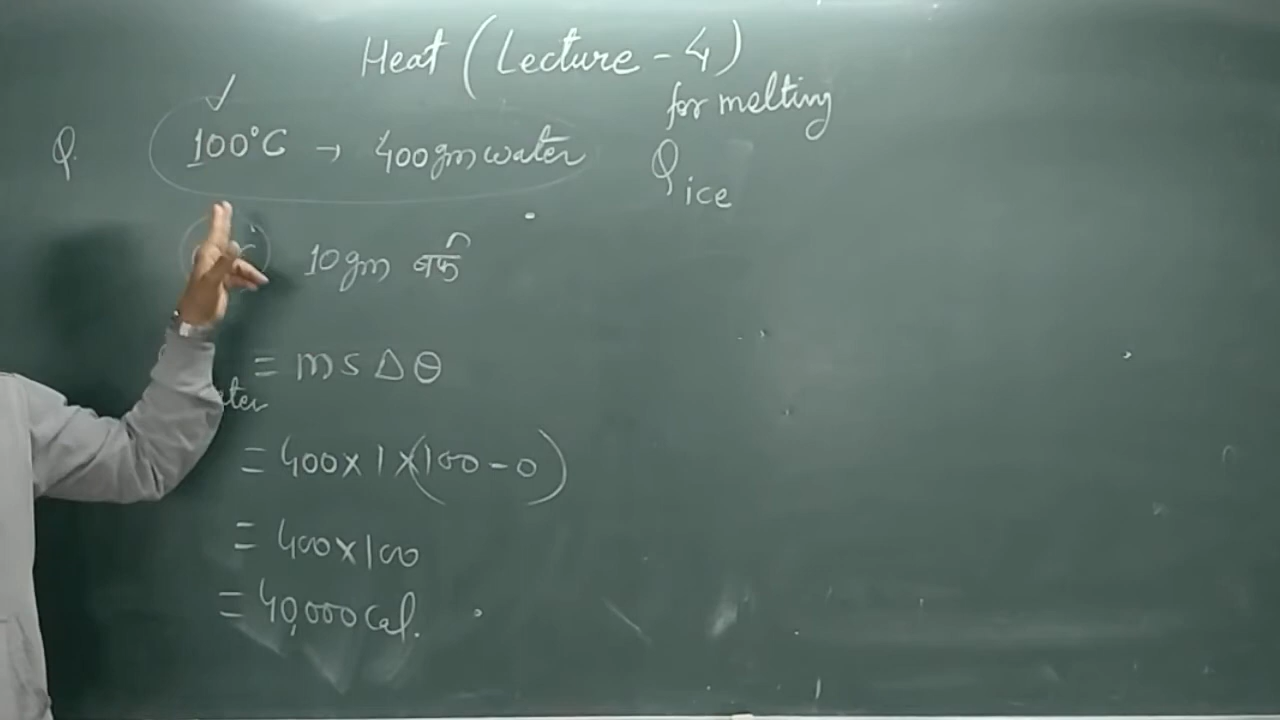 Heat (Lecture - 4)
for melting
Q. 100°C → 400gm water
Q ice
10gm बर्फ
= ms Δθ
= 400 x 1 x (100 - 0)
= 400 x 100
= 40,000 Cal.